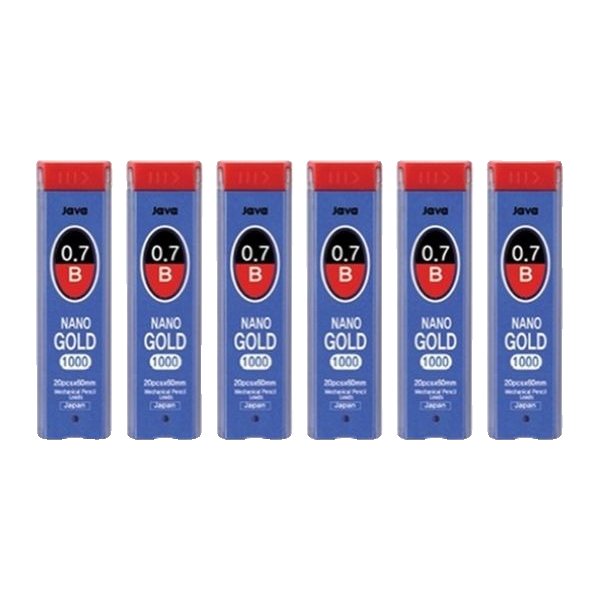 Java
0.7
B
NANO
GOLD
1000
20pcsx60mm
Mechanical Pencil
Leads
Japan
Java
0.7
B
NANO
GOLD
1000
20pcsx60mm
Mechanical Pencil
Leads
Japan
Java
0.7
B
NANO
GOLD
1000
20pcsx60mm
Mechanical Pencil
Leads
Japan
Java
0.7
B
NANO
GOLD
1000
20pcsx60mm
Mechanical Pencil
Leads
Japan
Java
0.7
B
NANO
GOLD
1000
20pcsx60mm
Mechanical Pencil
Leads
Japan
Java
0.7
B
NANO
GOLD
1000
20pcsx60mm
Mechanical Pencil
Leads
Japan